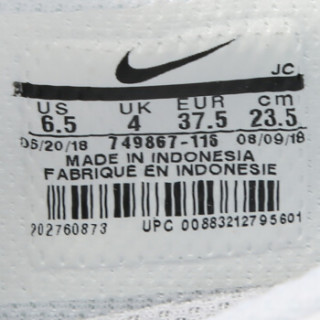 JC
US UK EUR cm
6.5 4 37.5 23.5
05/20/18 749867-116 08/09/18
MADE IN INDONESIA
FABRIQUÉ EN INDONESIE
202760873 UPC 00883212795601